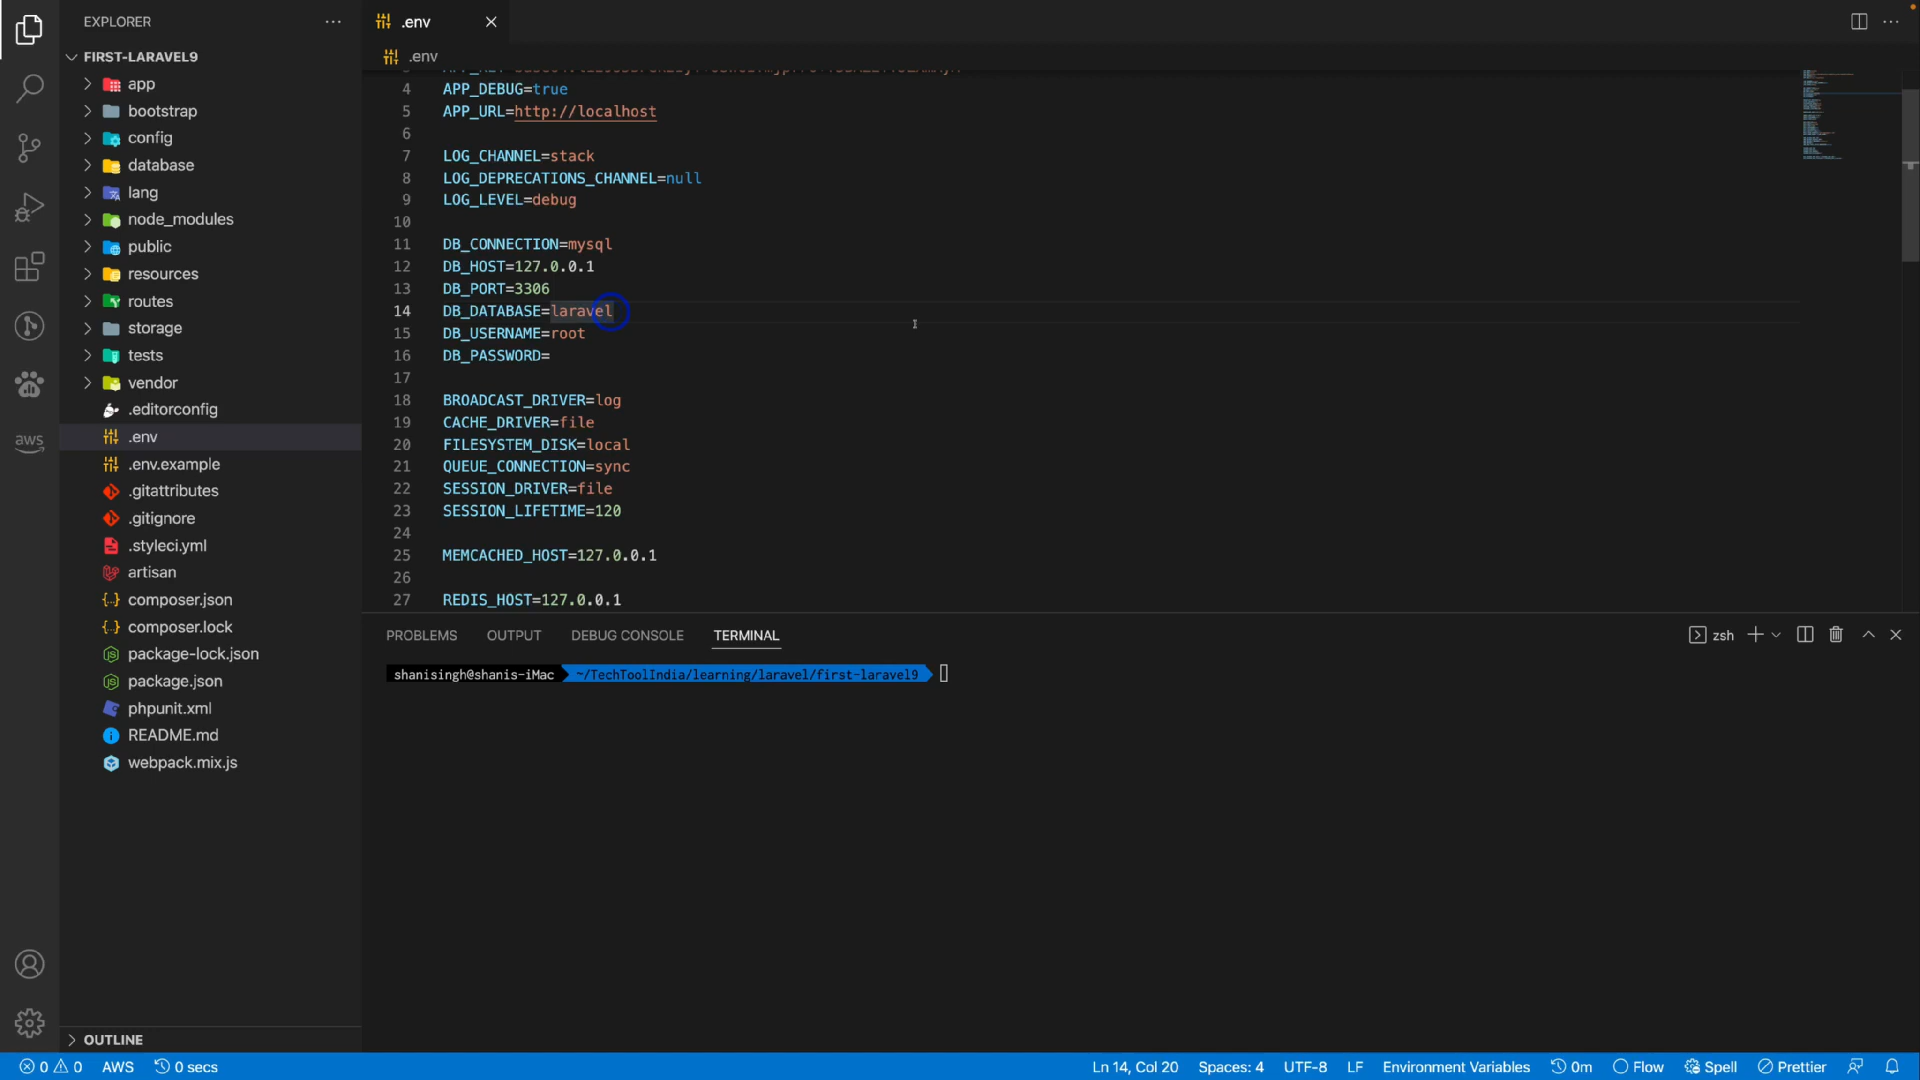 EXPLORER
FIRST-LARAVEL9
app
bootstrap
config
database
lang
node_modules
public
resources
routes
storage
tests
vendor
.editorconfig
.env
.env.example
.gitattributes
.gitignore
.styleci.yml
artisan
composer.json
composer.lock
package-lock.json
package.json
phpunit.xml
README.md
webpack.mix.js
OUTLINE
aws
.env
.env
4 APP_DEBUG=true
5 APP_URL=http://localhost
6
7 LOG_CHANNEL=stack
8 LOG_DEPRECATIONS_CHANNEL=null
9 LOG_LEVEL=debug
10
11 DB_CONNECTION=mysql
12 DB_HOST=127.0.0.1
13 DB_PORT=3306
14 DB_DATABASE=laravel
15 DB_USERNAME=root
16 DB_PASSWORD=
17
18 BROADCAST_DRIVER=log
19 CACHE_DRIVER=file
20 FILESYSTEM_DISK=local
21 QUEUE_CONNECTION=sync
22 SESSION_DRIVER=file
23 SESSION_LIFETIME=120
24
25 MEMCACHED_HOST=127.0.0.1
26
27 REDIS_HOST=127.0.0.1
PROBLEMS OUTPUT DEBUG CONSOLE TERMINAL zsh
shanisingh@shanis-iMac ~/TechToolIndia/learning/laravel/first-laravel9
0 0 AWS 0 secs Ln 14, Col 20 Spaces: 4 UTF-8 LF Environment Variables 0m Flow Spell Prettier